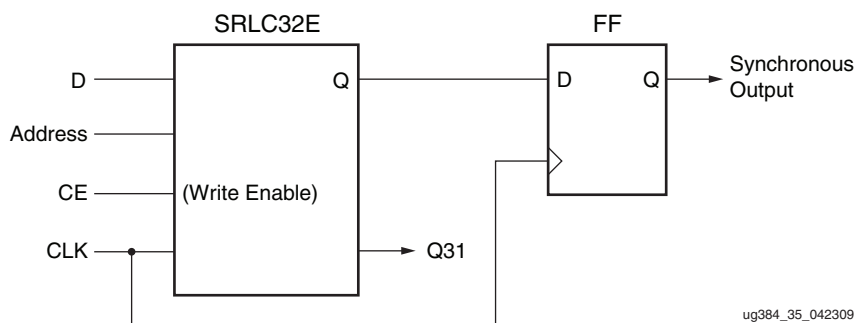 SRLC32E
FF
D
Q
D
Q
Synchronous
Output
Address
CE
(Write Enable)
CLK
Q31
ug384_35_042309